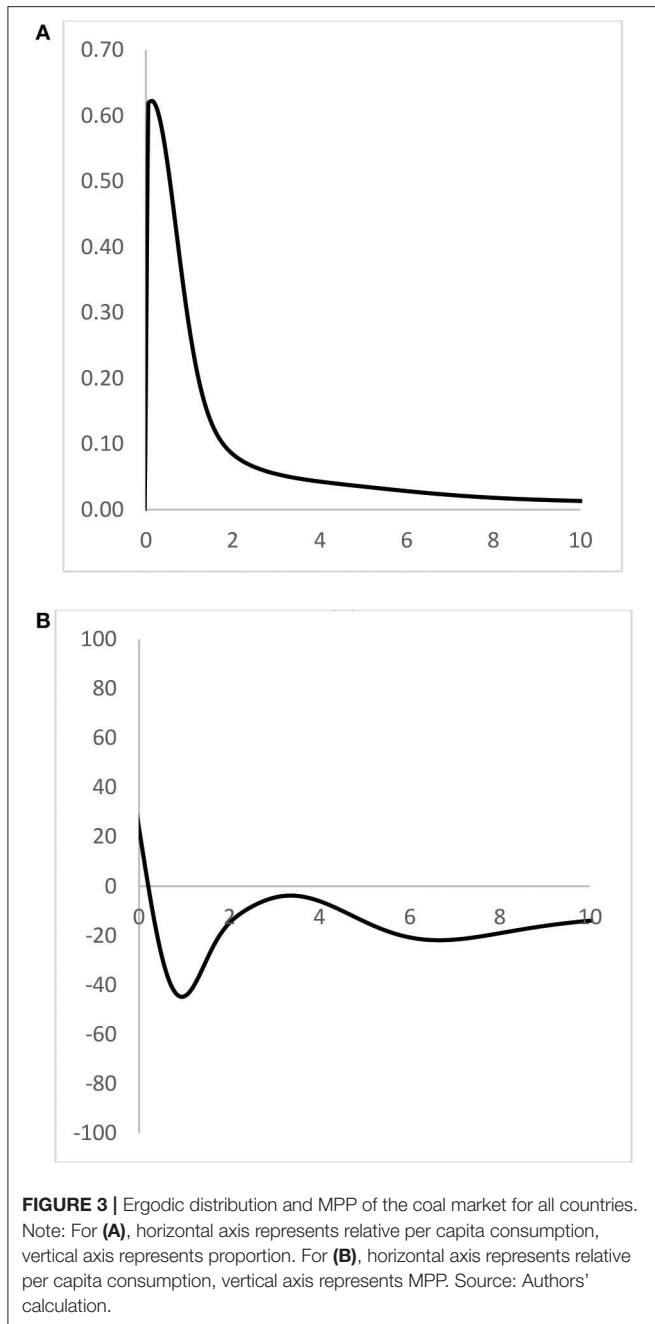 A
0.70
0.60
0.50
0.40
0.30
0.20
0.10
0.00
0 2 4 6 8 10
B
100
80
60
40
20
0
0 2 4 6 8 10
-20
-40
-60
-80
-100
FIGURE 3 | Ergodic distribution and MPP of the coal market for all countries.
Note: For (A), horizontal axis represents relative per capita consumption,
vertical axis represents proportion. For (B), horizontal axis represents relative
per capita consumption, vertical axis represents MPP. Source: Authors'
calculation.